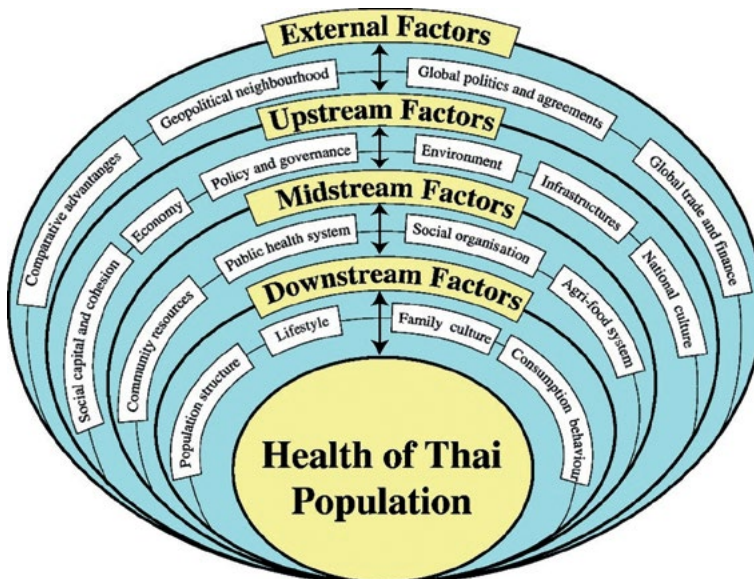 External Factors
Geopolitical neighbourhood
Global politics and agreements
Comparative advantanges
Global trade and finance
Upstream Factors
Policy and governance
Environment
Economy
Infrastructures
Social capital and cohesion
National culture
Midstream Factors
Public health system
Social organisation
Community resources
Agri-food system
Downstream Factors
Lifestyle
Family culture
Population structure
Consumption behaviour
Health of Thai
Population